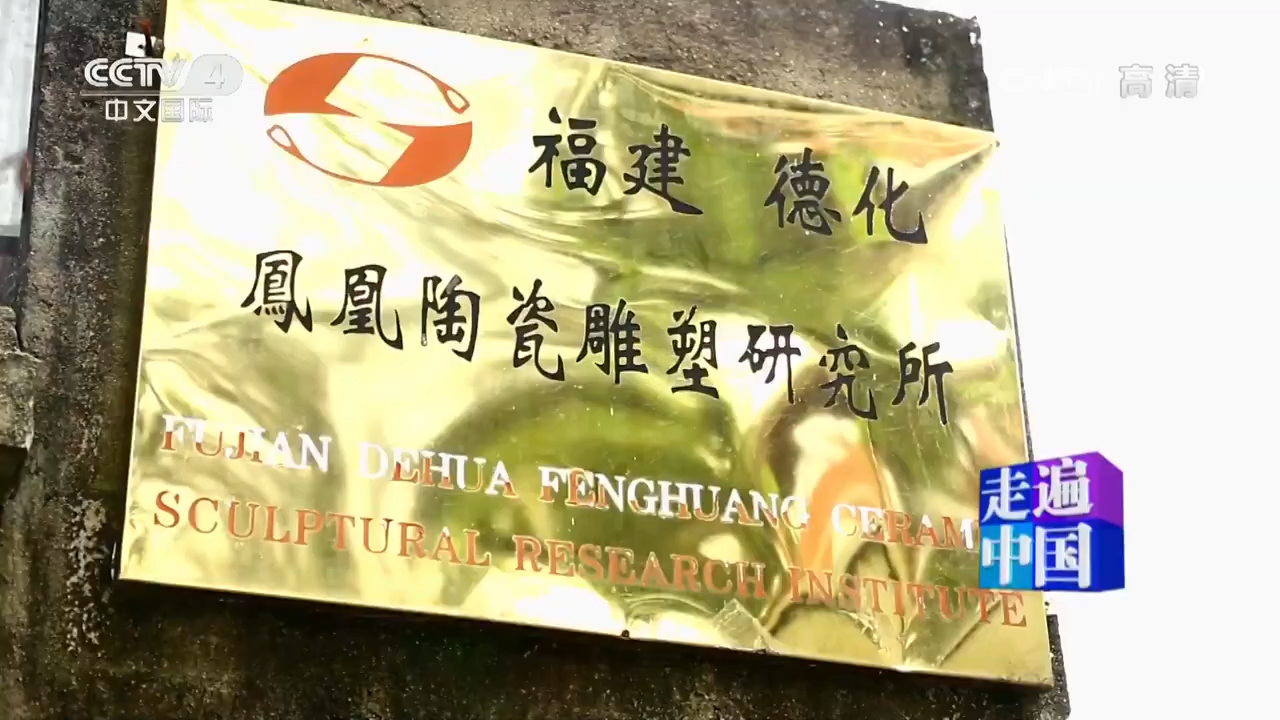 CCTV 4
中文国际
高清
福建 德化
鳳凰陶瓷雕塑研究所
FUJIAN DEHUA FENGHUANG CERAM
SCULPTURAL RESEARCH INSTITUTE
走遍
中国